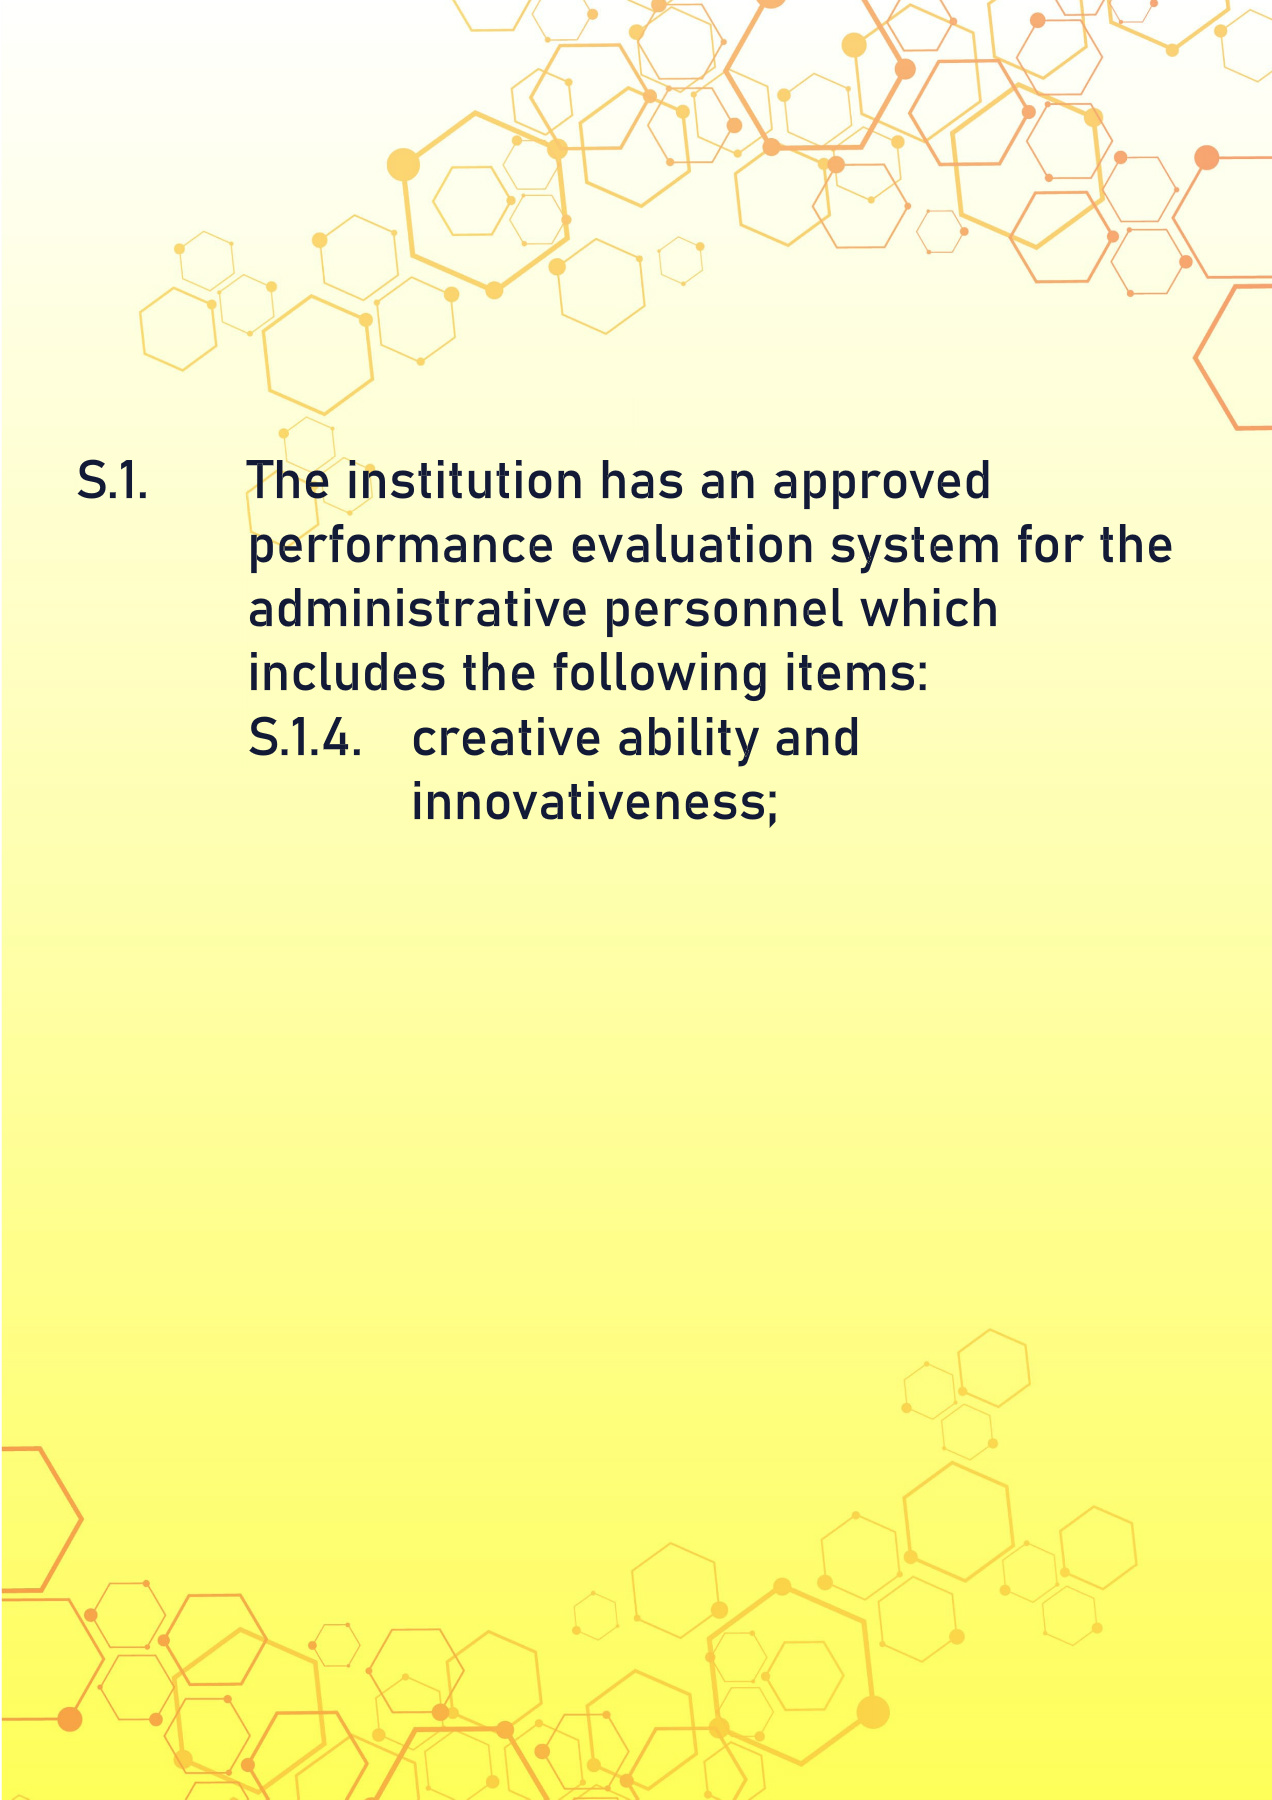 S.1. The institution has an approved
performance evaluation system for the
administrative personnel which
includes the following items:
S.1.4. creative ability and
innovativeness;